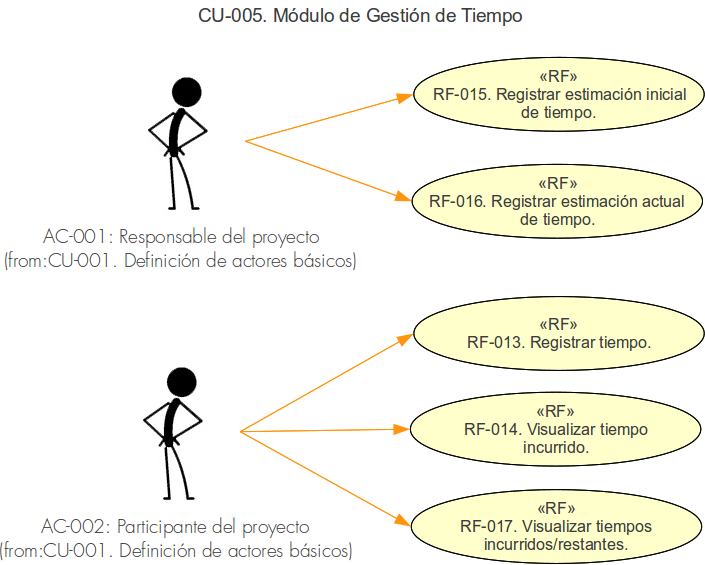 CU-005. Módulo de Gestión de Tiempo
«RF»
RF-015. Registrar estimación inicial
de tiempo.
«RF»
RF-016. Registrar estimación actual
de tiempo.
AC-001: Responsable del proyecto
(from:CU-001. Definición de actores básicos)
«RF»
RF-013. Registrar tiempo.
«RF»
RF-014. Visualizar tiempo
incurrido.
«RF»
RF-017. Visualizar tiempos
incurridos/restantes.
AC-002: Participante del proyecto
(from:CU-001. Definición de actores básicos)